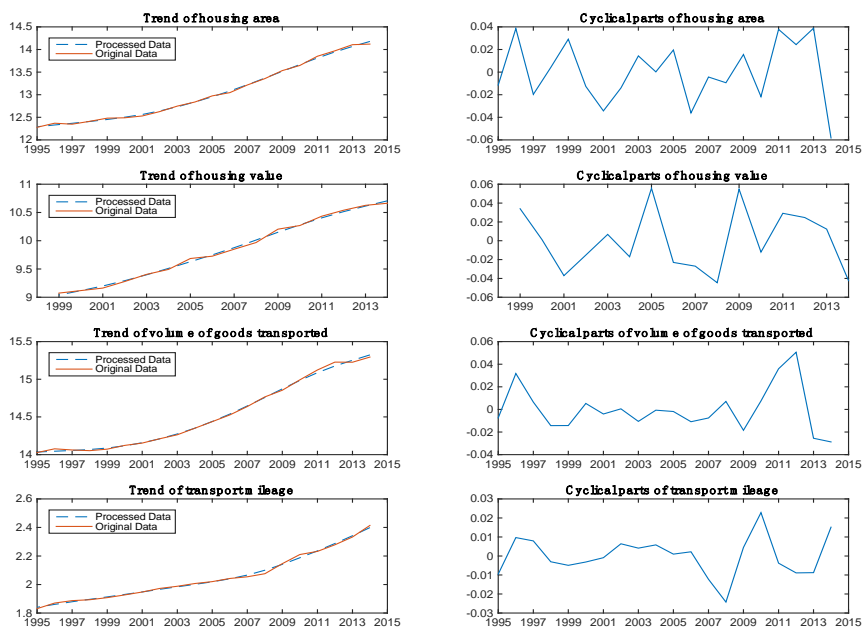 Trend of housing area
14.5
14
13.5
13
12.5
12
Processed Data
Original Data
1995 1997 1999 2001 2003 2005 2007 2009 2011 2013 2015
Cyclical parts of housing area
0.04
0.02
0
-0.02
-0.04
-0.06
1995 1997 1999 2001 2003 2005 2007 2009 2011 2013 2015
Trend of housing value
11
10.5
10
9.5
9
Processed Data
Original Data
1999 2001 2003 2005 2007 2009 2011 2013
Cyclical parts of housing value
0.06
0.04
0.02
0
-0.02
-0.04
-0.06
1999 2001 2003 2005 2007 2009 2011 2013
Trend of volume of goods transported
15.5
15
14.5
14
Processed Data
Original Data
1995 1997 1999 2001 2003 2005 2007 2009 2011 2013 2015
Cyclical parts of volume of goods transported
0.06
0.04
0.02
0
-0.02
-0.04
1995 1997 1999 2001 2003 2005 2007 2009 2011 2013 2015
Trend of transport mileage
2.6
2.4
2.2
2
1.8
Processed Data
Original Data
1995 1997 1999 2001 2003 2005 2007 2009 2011 2013 2015
Cyclical parts of transport mileage
0.03
0.02
0.01
0
-0.01
-0.02
-0.03
1995 1997 1999 2001 2003 2005 2007 2009 2011 2013 2015